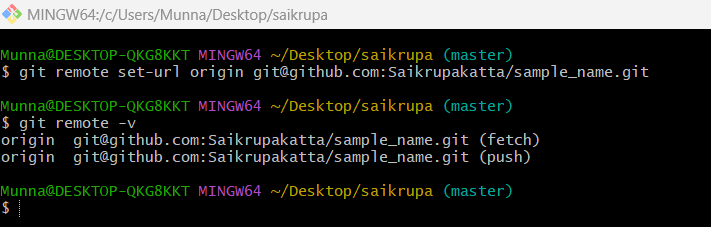 MINGW64:/c/Users/Munna/Desktop/saikrupa
Munna@DESKTOP-QKG8KKT MINGW64 ~/Desktop/saikrupa (master)
$ git remote set-url origin git@github.com:Saikrupakatta/sample_name.git
Munna@DESKTOP-QKG8KKT MINGW64 ~/Desktop/saikrupa (master)
$ git remote -v
origin  git@github.com:Saikrupakatta/sample_name.git (fetch)
origin  git@github.com:Saikrupakatta/sample_name.git (push)
Munna@DESKTOP-QKG8KKT MINGW64 ~/Desktop/saikrupa (master)
$